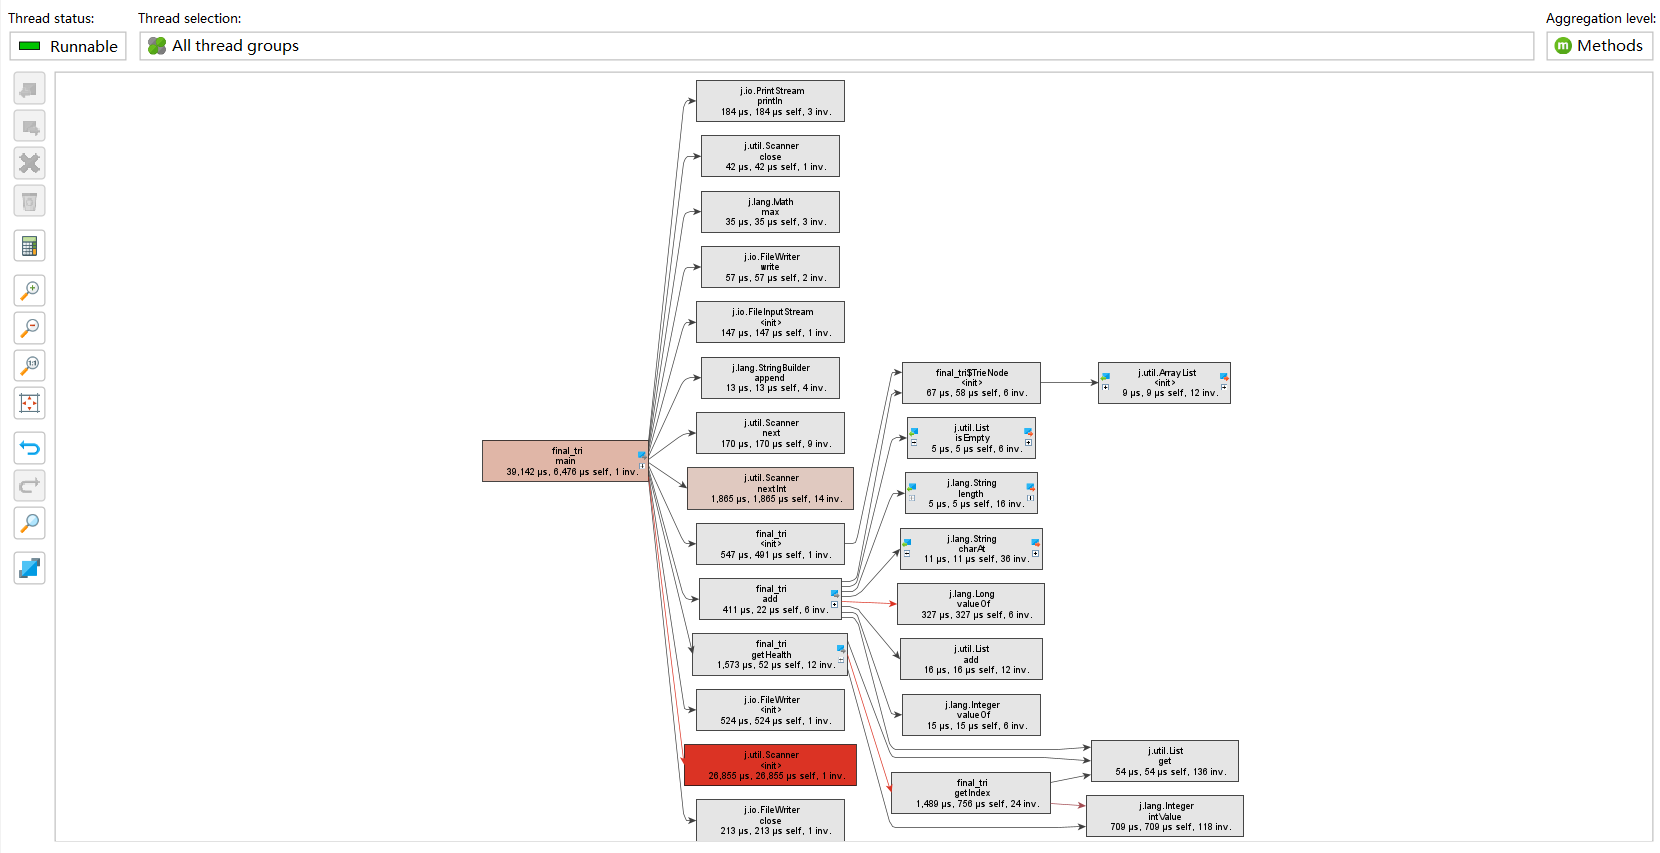 Thread status:
Thread selection:
Aggregation level:
Runnable
All thread groups
Methods
j.io.PrintStream
println
184 µs, 184 µs self, 3 inv.
j.util.Scanner
close
42 µs, 42 µs self, 1 inv.
j.lang.Math
max
35 µs, 35 µs self, 3 inv.
j.io.FileWriter
write
57 µs, 57 µs self, 2 inv.
j.io.FileInputStream
<init>
147 µs, 147 µs self, 1 inv.
j.lang.StringBuilder
append
13 µs, 13 µs self, 4 inv.
final_tri$TrieNode
<init>
67 µs, 58 µs self, 6 inv.
j.util.ArrayList
<init>
9 µs, 9 µs self, 12 inv.
j.util.Scanner
next
170 µs, 170 µs self, 9 inv.
j.util.List
isEmpty
5 µs, 5 µs self, 6 inv.
final_tri
main
39,142 µs, 6,476 µs self, 1 inv.
j.util.Scanner
nextInt
1,865 µs, 1,865 µs self, 14 inv.
j.lang.String
length
5 µs, 5 µs self, 16 inv.
final_tri
<init>
547 µs, 491 µs self, 1 inv.
j.lang.String
charAt
11 µs, 11 µs self, 36 inv.
final_tri
add
411 µs, 22 µs self, 6 inv.
j.lang.Long
valueOf
327 µs, 327 µs self, 6 inv.
final_tri
getHealth
1,573 µs, 52 µs self, 12 inv.
j.util.List
add
16 µs, 16 µs self, 12 inv.
j.io.FileWriter
<init>
524 µs, 524 µs self, 1 inv.
j.lang.Integer
valueOf
15 µs, 15 µs self, 6 inv.
j.util.Scanner
<init>
26,855 µs, 26,855 µs self, 1 inv.
j.util.List
get
54 µs, 54 µs self, 136 inv.
final_tri
getIndex
1,489 µs, 756 µs self, 24 inv.
j.io.FileWriter
close
213 µs, 213 µs self, 1 inv.
j.lang.Integer
intValue
709 µs, 709 µs self, 118 inv.